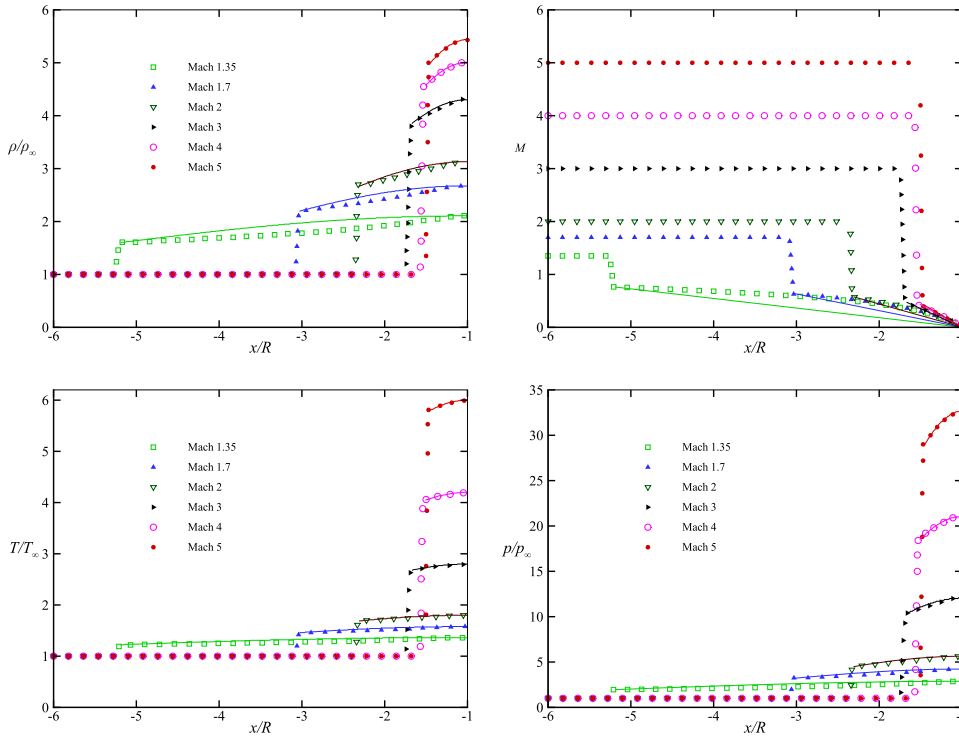 6
5
4
3
2
1
0
ρ/ρ∞
Mach 1.35
Mach 1.7
Mach 2
Mach 3
Mach 4
Mach 5
-6 -5 -4 -3 -2 -1
x/R
6
5
4
3
2
1
0
M
-6 -5 -4 -3 -2
x/R
6
5
4
3
2
1
0
T/T∞
Mach 1.35
Mach 1.7
Mach 2
Mach 3
Mach 4
Mach 5
-6 -5 -4 -3 -2 -1
x/R
35
30
25
20
15
10
5
0
p/p∞
Mach 1.35
Mach 1.7
Mach 2
Mach 3
Mach 4
Mach 5
-6 -5 -4 -3 -2
x/R